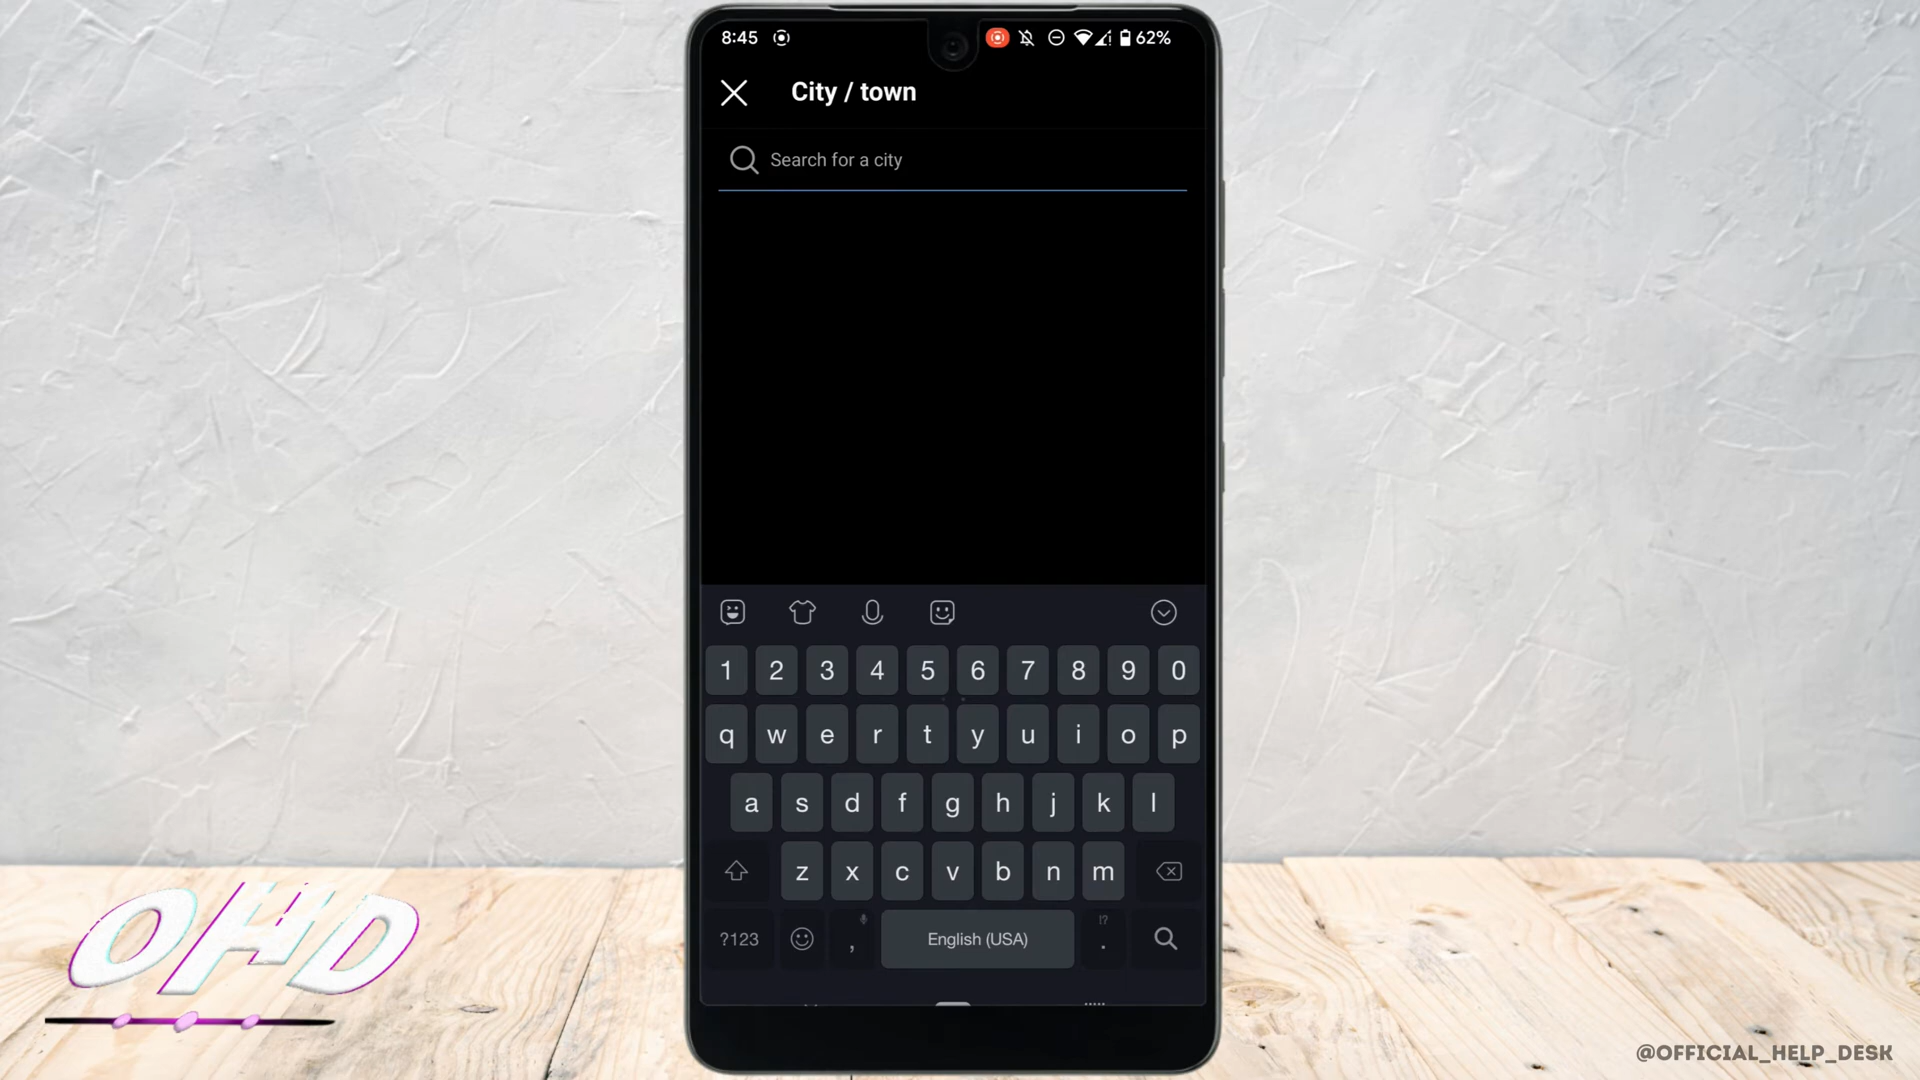 8:45
62%
City / town
Search for a city
1 2 3 4 5 6 7 8 9 0
q w e r t y u i o p
a s d f g h j k l
z x c v b n m
?123 , English (USA) !? .
OHD
@OFFICIAL_HELP_DESK